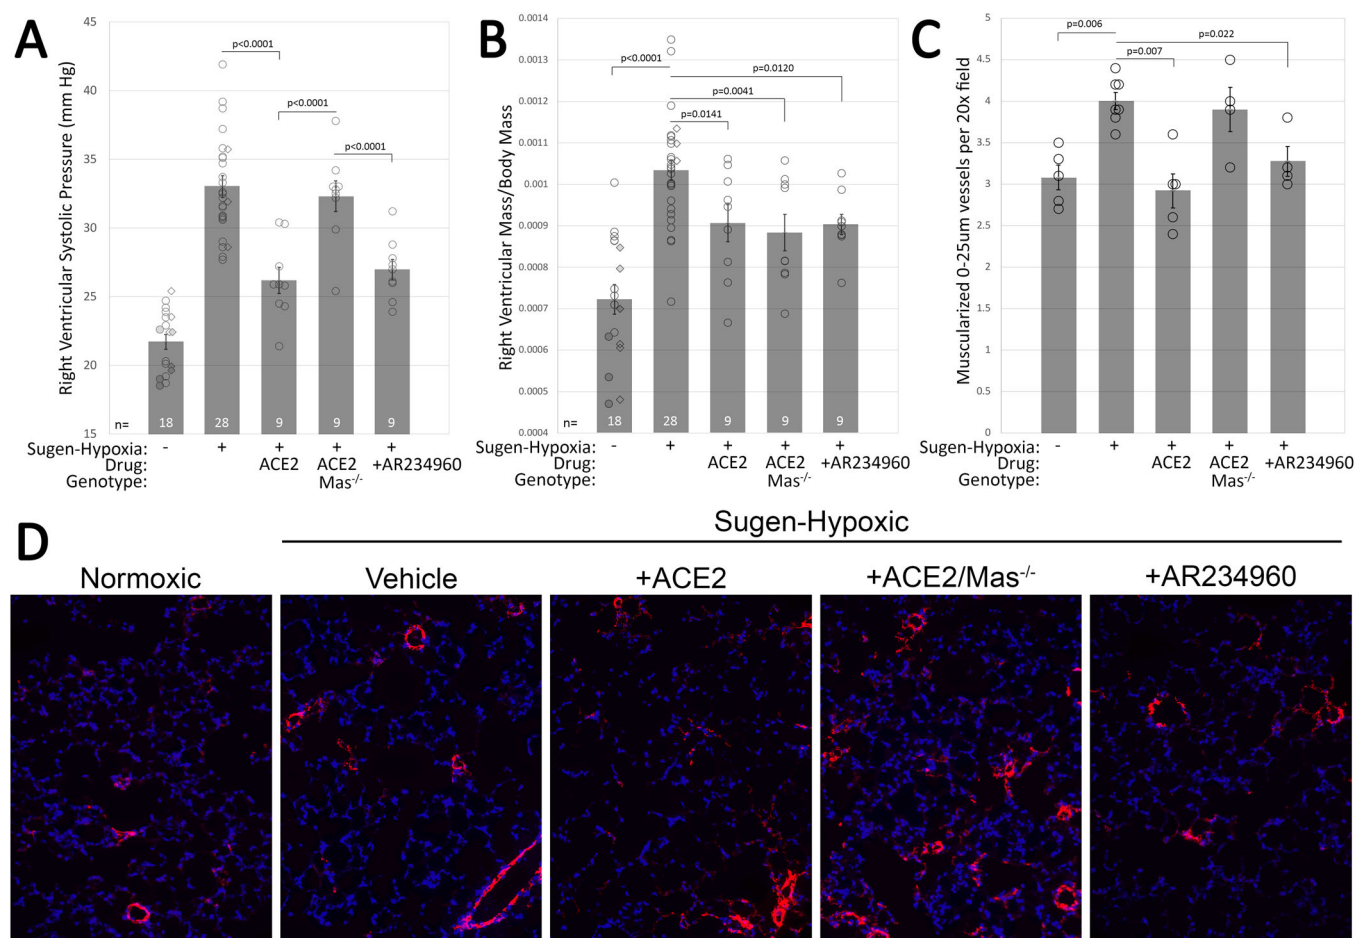 A
Right Ventricular Systolic Pressure (mm Hg)
45
40
35
30
25
20
15
p<0.0001
p<0.0001
p<0.0001
n= 18 28 9 9 9
Sugen-Hypoxia: - + + + +
Drug: ACE2 ACE2 +AR234960
Genotype: Mas-/-
B
Right Ventricular Mass/Body Mass
0.0014
0.0013
0.0012
0.0011
0.001
0.0009
0.0008
0.0007
0.0006
0.0005
0.0004
p<0.0001
p=0.0120
p=0.0041
p=0.0141
n= 18 28 9 9 9
Sugen-Hypoxia: - + + + +
Drug: ACE2 ACE2 +AR234960
Genotype: Mas-/-
C
Muscularized 0-25um vessels per 20x field
5
4.5
4
3.5
3
2.5
2
1.5
1
0.5
0
p=0.006
p=0.022
p=0.007
Sugen-Hypoxia: - + + + +
Drug: ACE2 ACE2 +AR234960
Genotype: Mas-/-
D
Sugen-Hypoxic
Normoxic Vehicle +ACE2 +ACE2/Mas-/- +AR234960